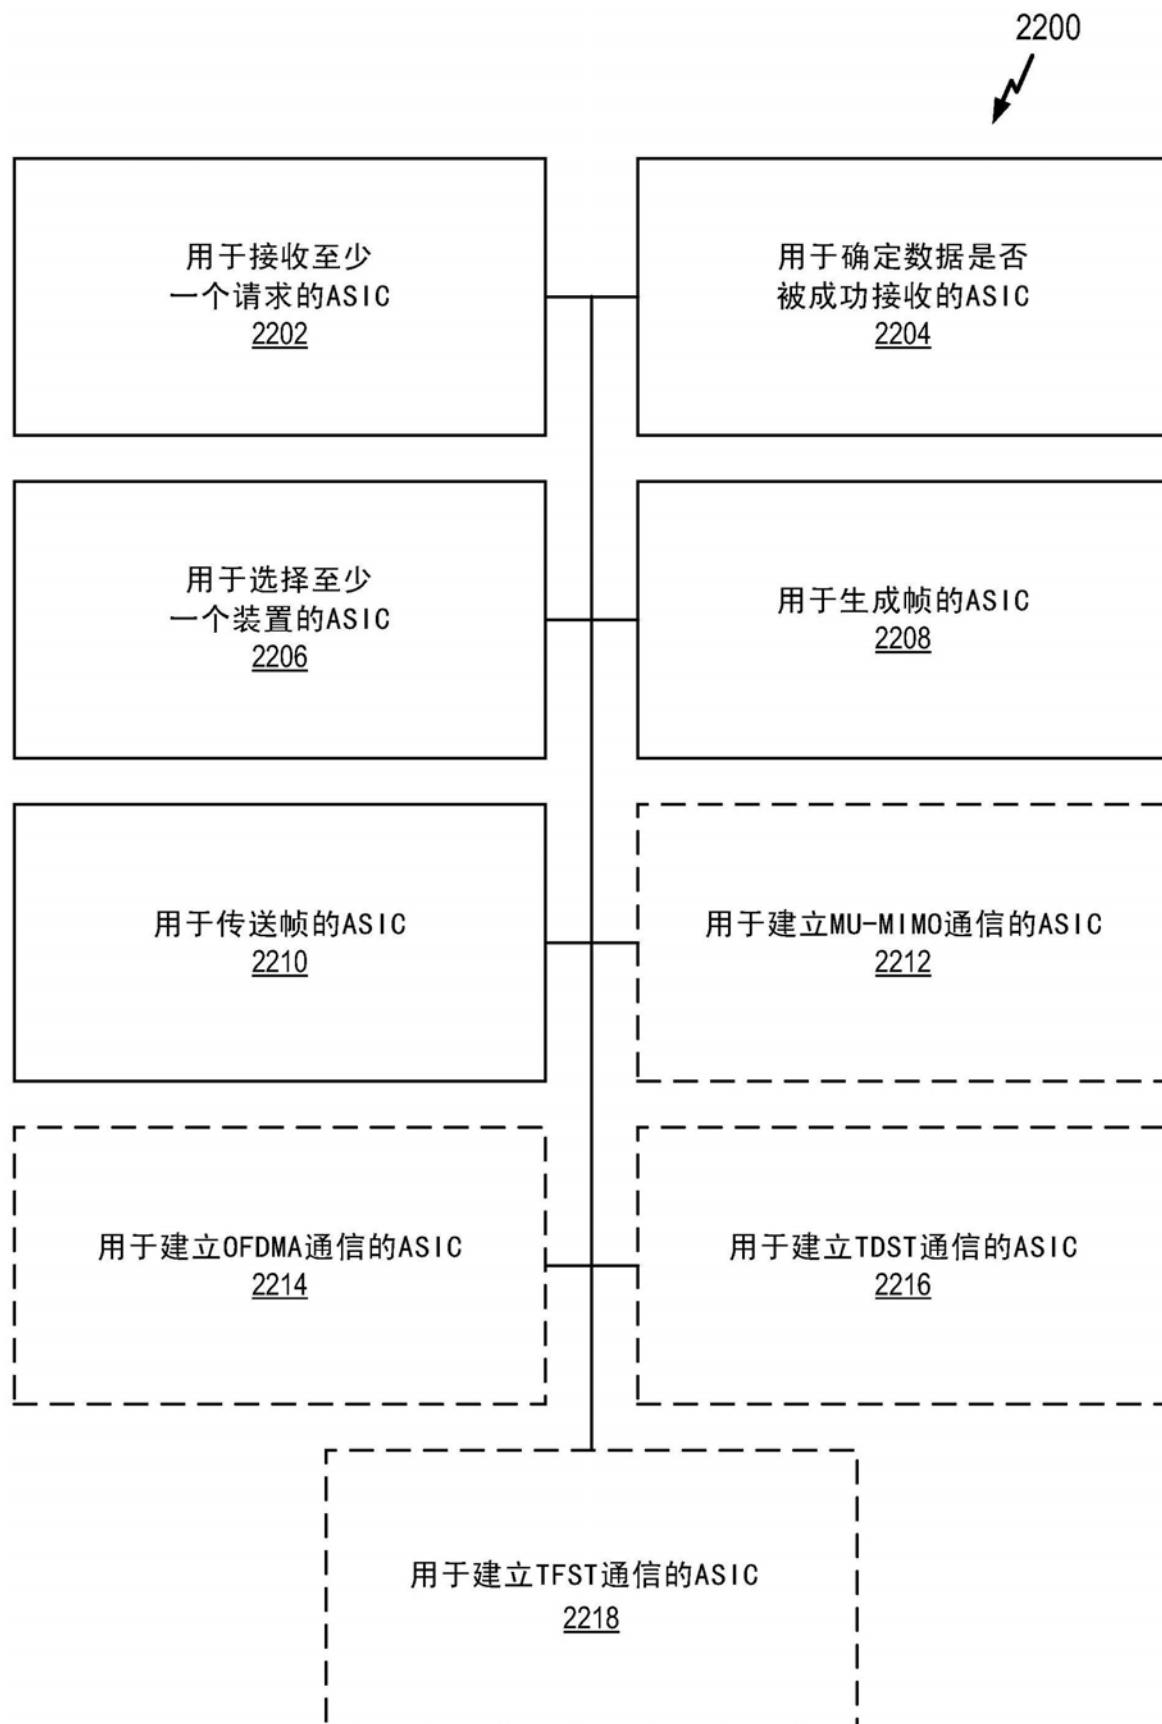 2200
用于接收至少
一个请求的ASIC
2202
用于确定数据是否
被成功接收的ASIC
2204
用于选择至少
一个装置的ASIC
2206
用于生成帧的ASIC
2208
用于传送帧的ASIC
2210
用于建立MU-MIMO通信的ASIC
2212
用于建立OFDMA通信的ASIC
2214
用于建立TDST通信的ASIC
2216
用于建立TFST通信的ASIC
2218